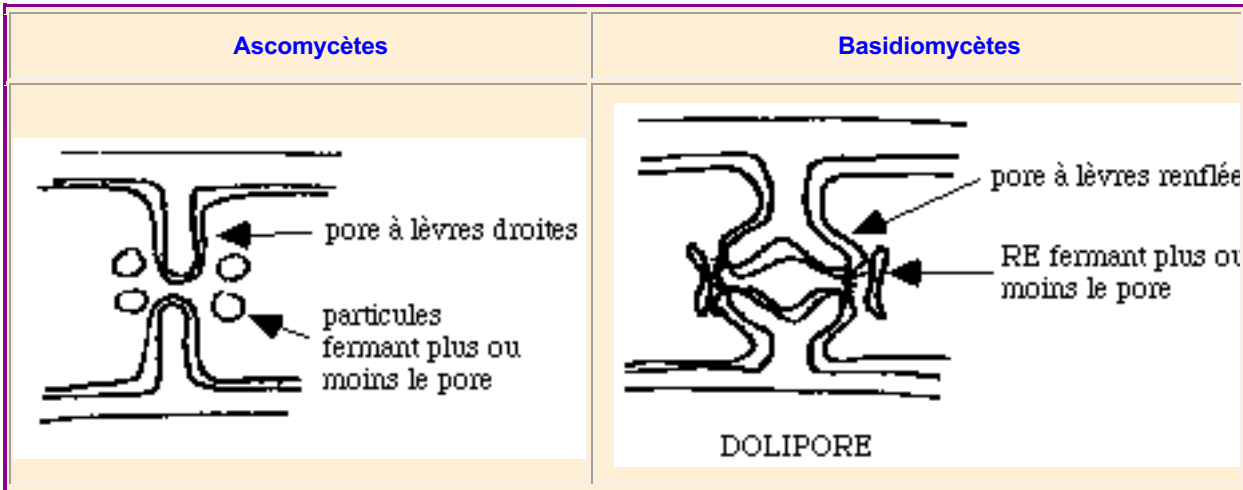 Ascomycètes
Basidiomycètes
pore à lèvres droites
particules
fermant plus ou
moins le pore
pore à lèvres renflée
RE fermant plus ou
moins le pore
DOLIPORE